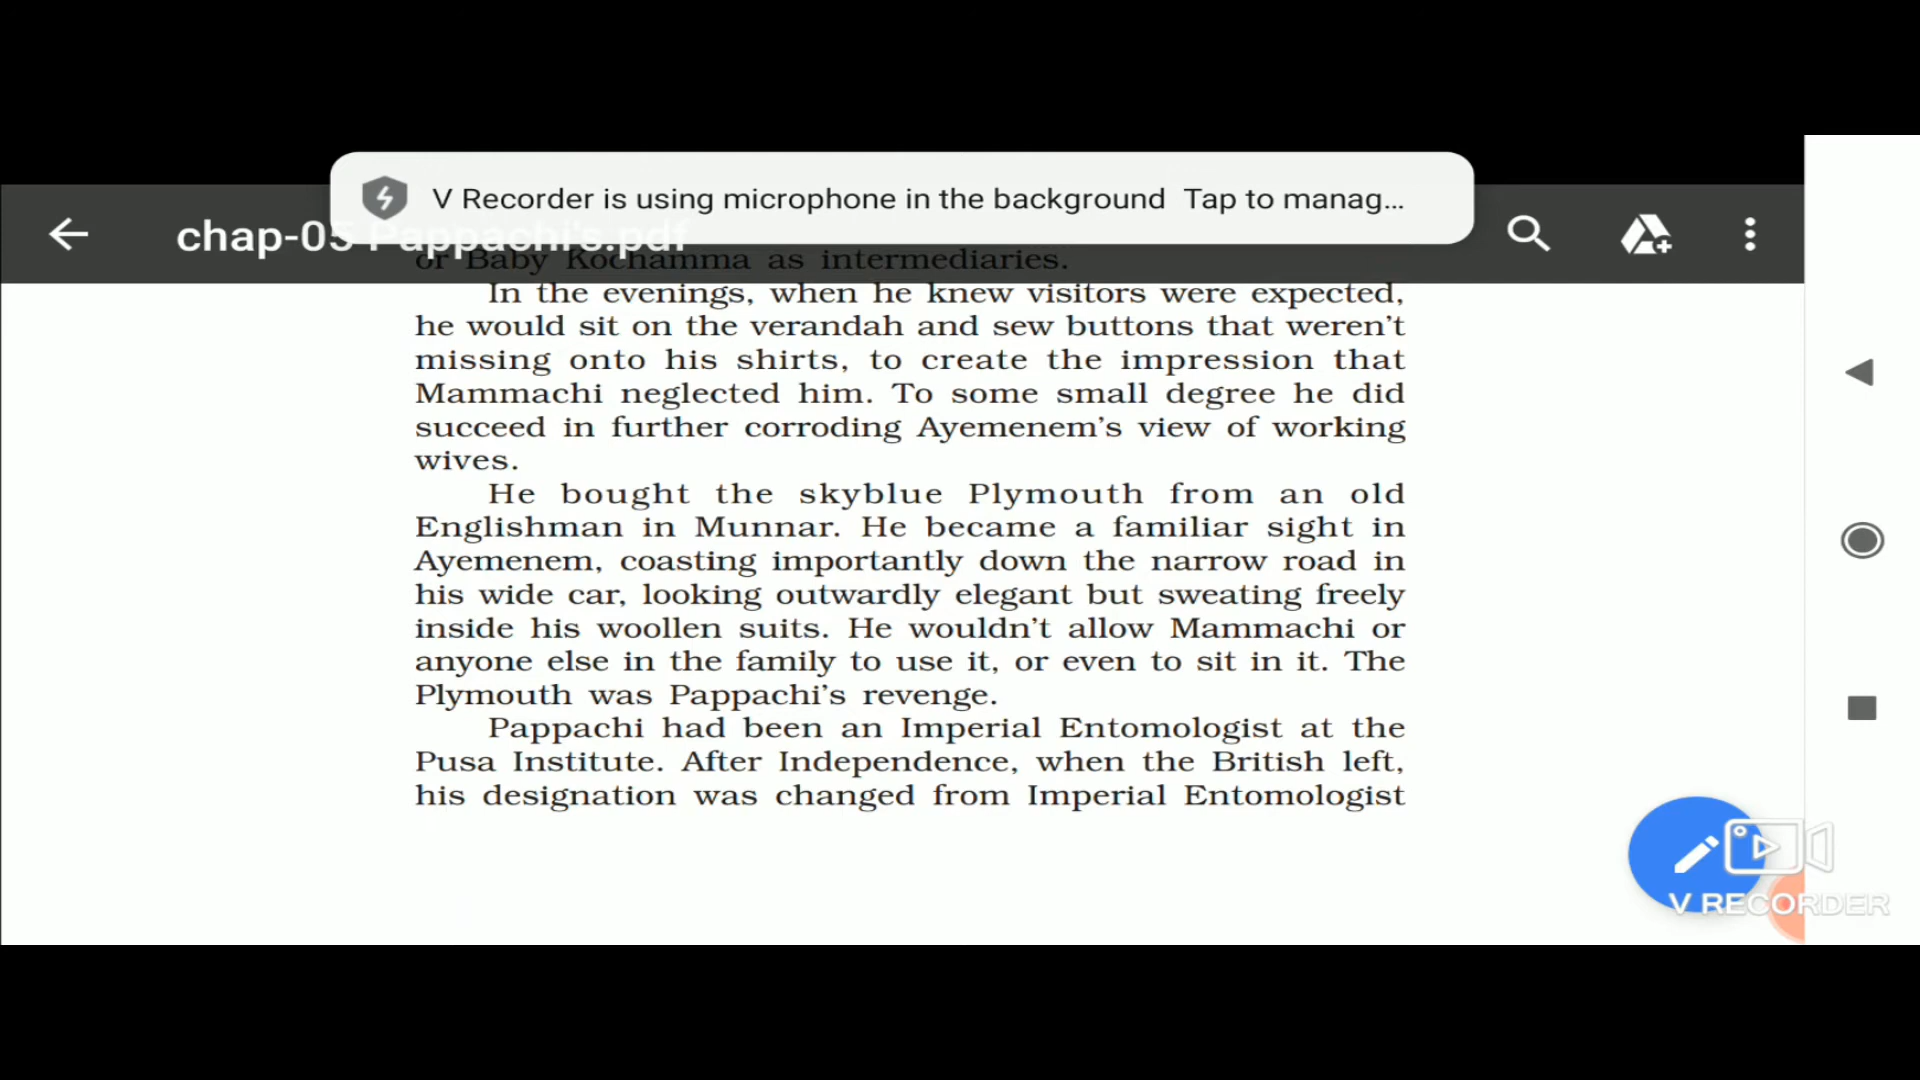 V Recorder is using microphone in the background Tap to manag...
chap-05 Pappachi's.pdf
or Baby Kochamma as intermediaries.
In the evenings, when he knew visitors were expected,
he would sit on the verandah and sew buttons that weren't
missing onto his shirts, to create the impression that
Mammachi neglected him. To some small degree he did
succeed in further corroding Ayemenem's view of working
wives.
He bought the skyblue Plymouth from an old
Englishman in Munnar. He became a familiar sight in
Ayemenem, coasting importantly down the narrow road in
his wide car, looking outwardly elegant but sweating freely
inside his woollen suits. He wouldn't allow Mammachi or
anyone else in the family to use it, or even to sit in it. The
Plymouth was Pappachi's revenge.
Pappachi had been an Imperial Entomologist at the
Pusa Institute. After Independence, when the British left,
his designation was changed from Imperial Entomologist
V RECORDER